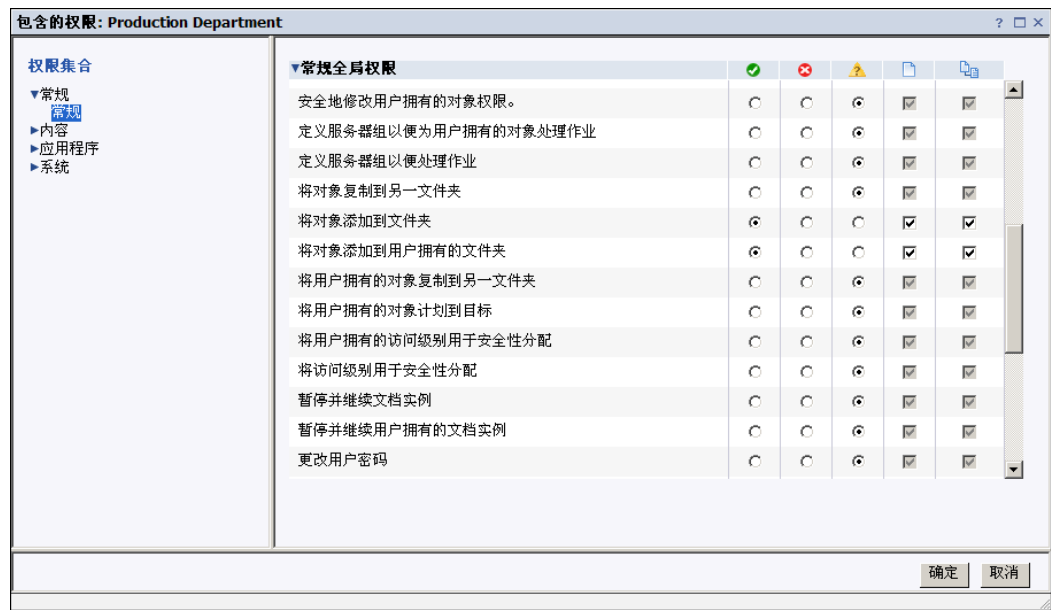 包含的权限: Production Department
?
权限集合
▼常规
常规
►内容
►应用程序
►系统
▼常规全局权限
安全地修改用户拥有的对象权限。
定义服务器组以便为用户拥有的对象处理作业
定义服务器组以便处理作业
将对象复制到另一文件夹
将对象添加到文件夹
将对象添加到用户拥有的文件夹
将用户拥有的对象复制到另一文件夹
将用户拥有的对象计划到目标
将用户拥有的访问级别用于安全性分配
将访问级别用于安全性分配
暂停并继续文档实例
暂停并继续用户拥有的文档实例
更改用户密码
确定 取消